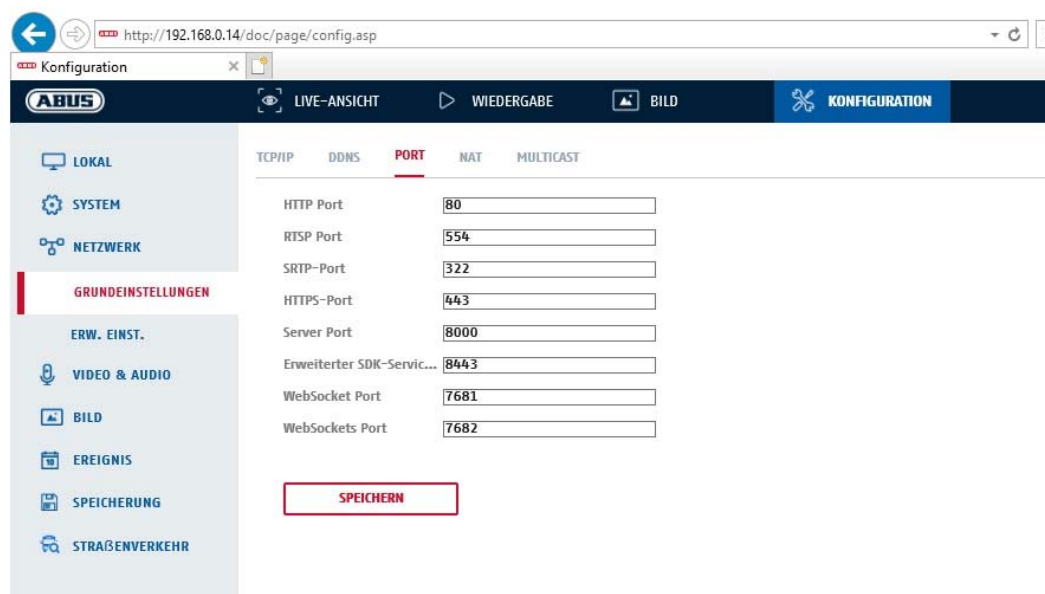 http://192.168.0.14/doc/page/config.asp
Konfiguration
ABUS
LIVE-ANSICHT
WIEDERGABE
BILD
KONFIGURATION
LOKAL
SYSTEM
NETZWERK
GRUNDEINSTELLUNGEN
ERW. EINST.
VIDEO & AUDIO
BILD
EREIGNIS
SPEICHERUNG
STRAßENVERKEHR
TCP/IP DDNS PORT NAT MULTICAST
HTTP Port 80
RTSP Port 554
SRTP-Port 322
HTTPS-Port 443
Server Port 8000
Erweiterter SDK-Servic... 8443
WebSocket Port 7681
WebSockets Port 7682
SPEICHERN